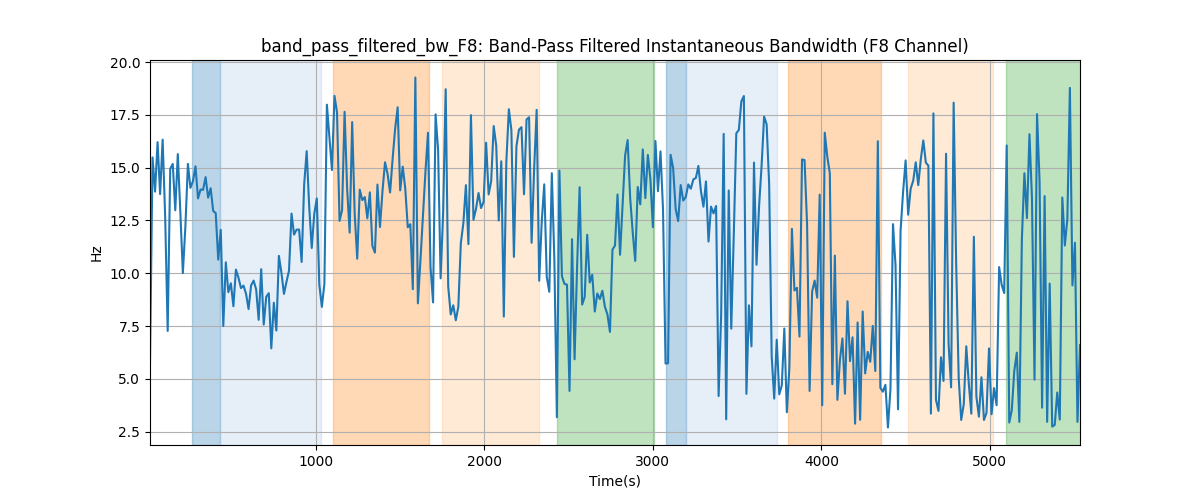 band_pass_filtered_bw_F8: Band-Pass Filtered Instantaneous Bandwidth (F8 Channel)
20.0
17.5
15.0
12.5
10.0
7.5
5.0
2.5
Hz
1000 2000 3000 4000 5000
Time(s)